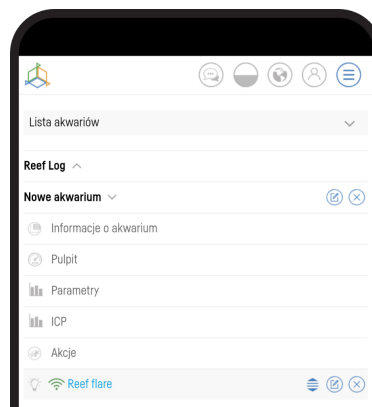 Lista akwariów
Reef Log
Nowe akwarium
Informacje o akwarium
Pulpit
Parametry
ICP
Akcje
Reef flare